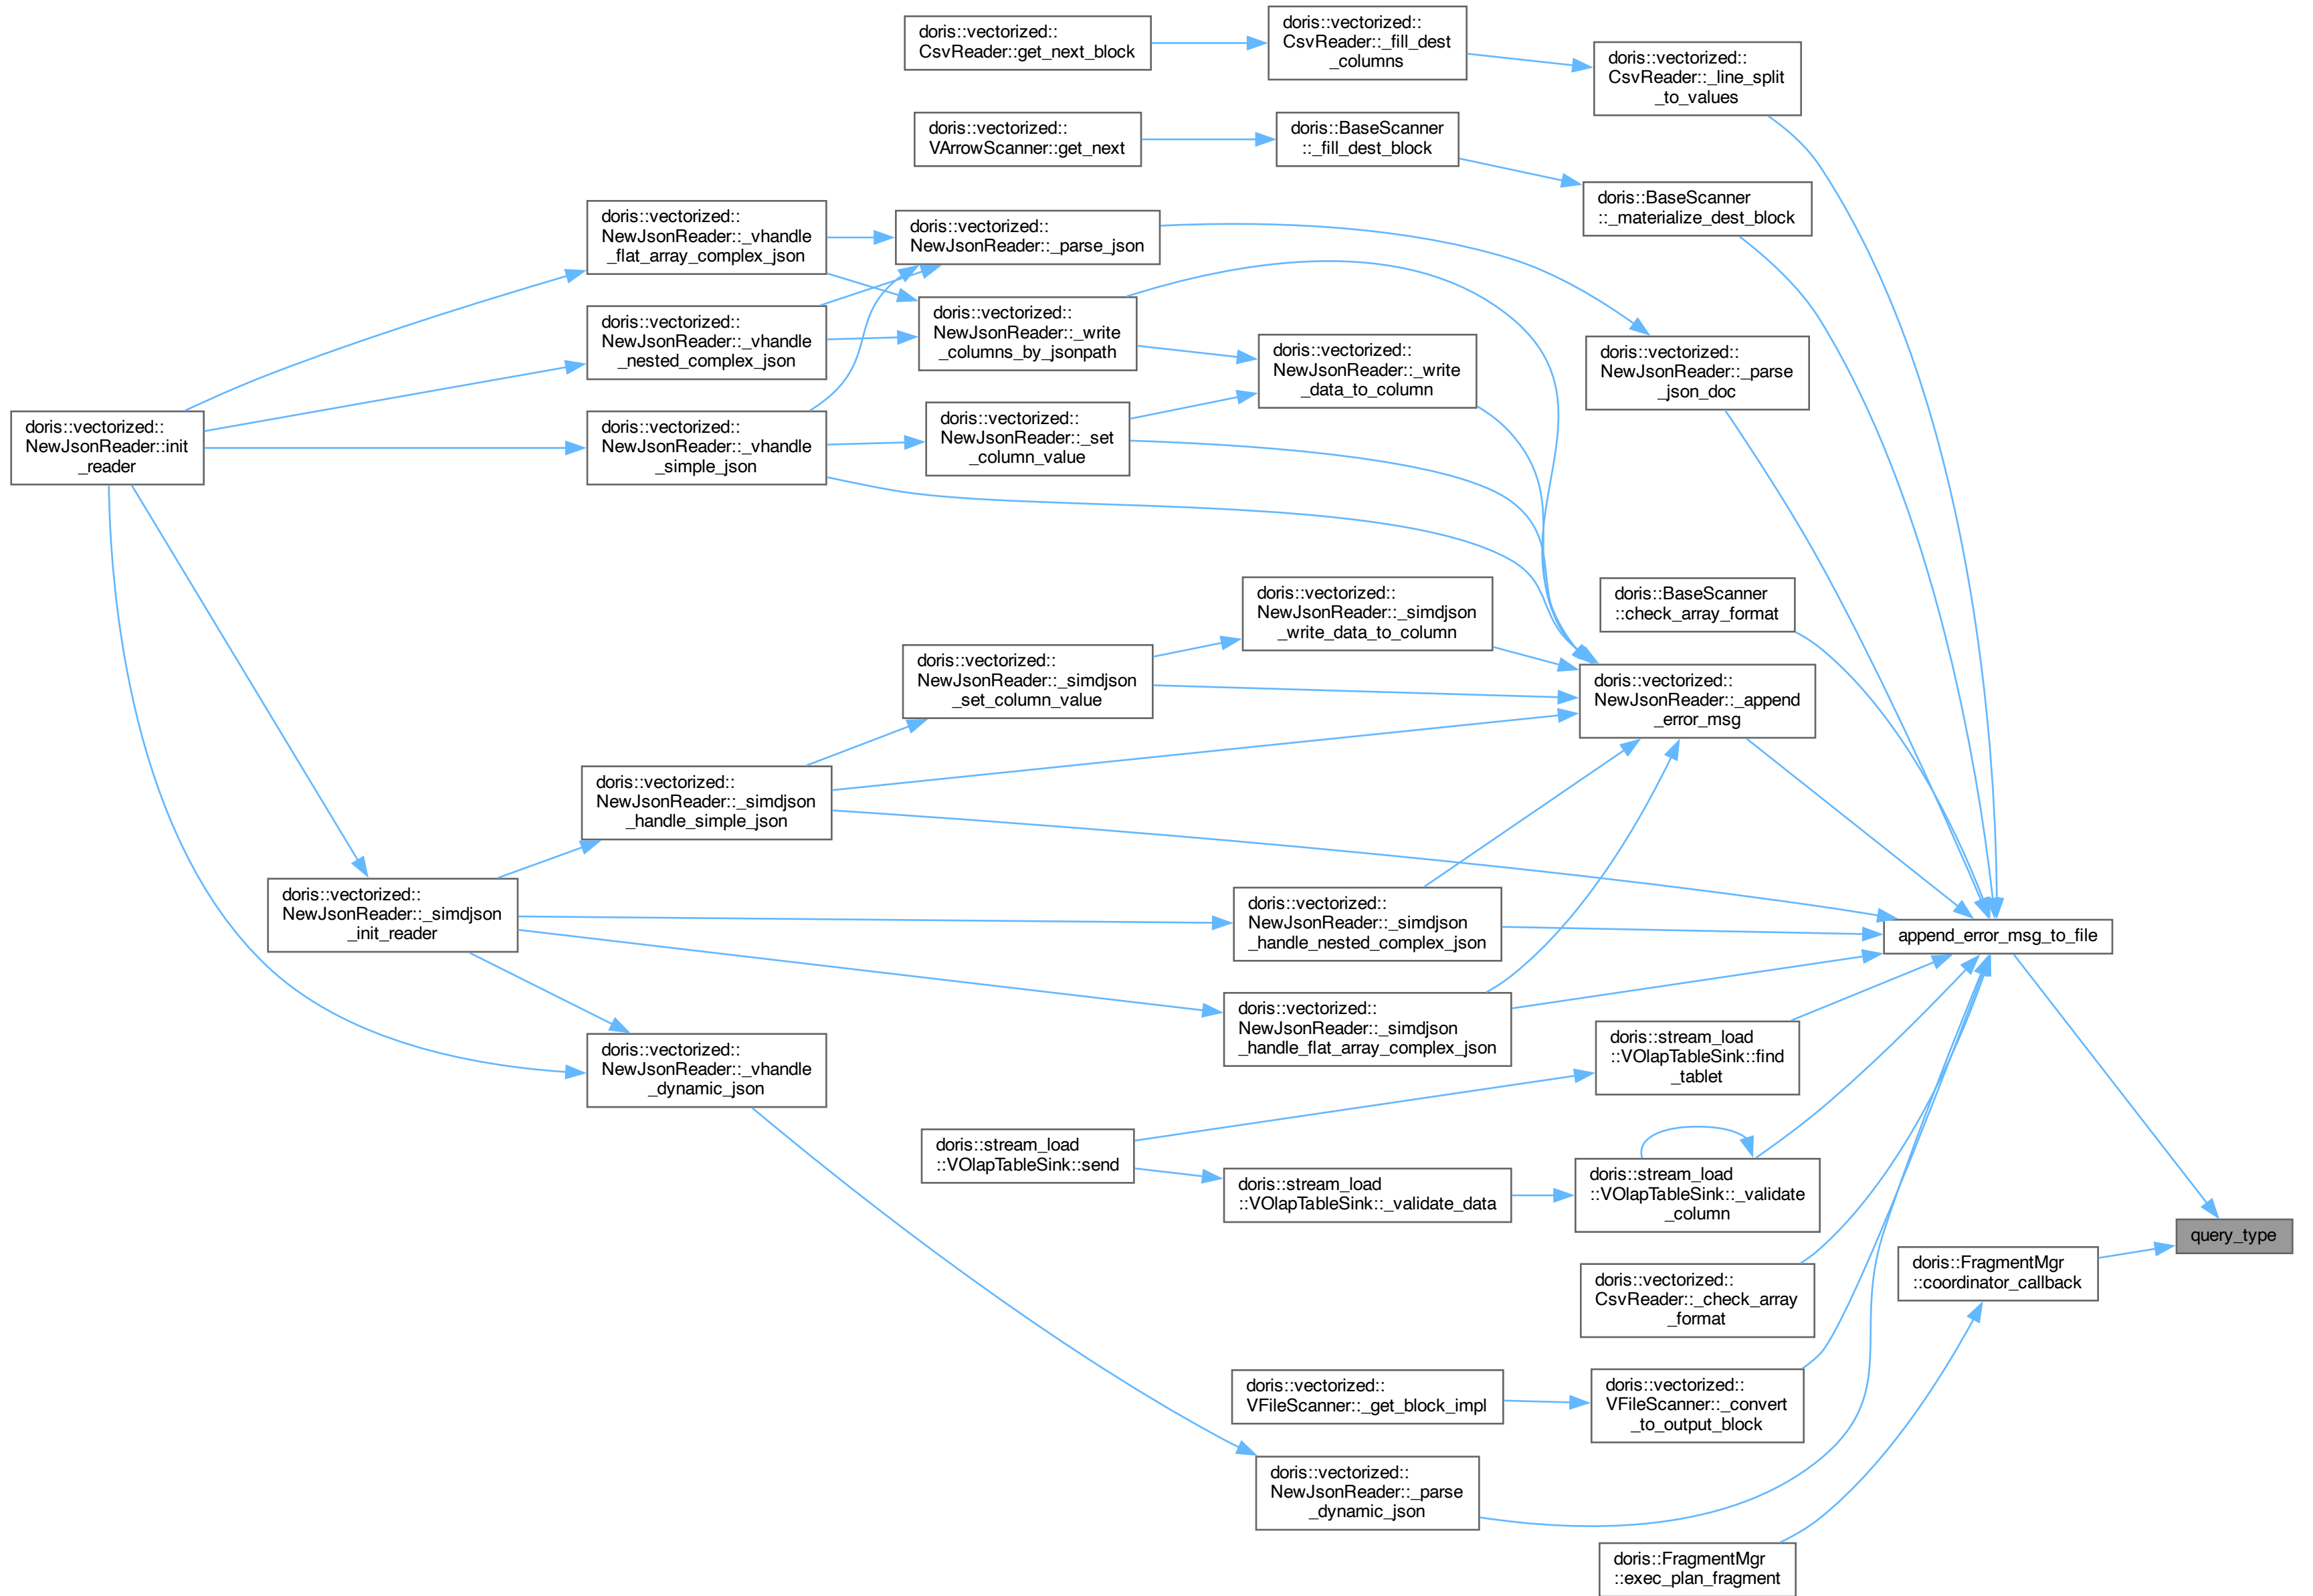 doris::vectorized::
CsvReader::get_next_block
doris::vectorized::
CsvReader::_fill_dest
_columns
doris::vectorized::
CsvReader::_line_split
_to_values
doris::vectorized::
VArrowScanner::get_next
doris::BaseScanner
::_fill_dest_block
doris::BaseScanner
::_materialize_dest_block
doris::vectorized::
NewJsonReader::_vhandle
_flat_array_complex_json
doris::vectorized::
NewJsonReader::_parse_json
doris::vectorized::
NewJsonReader::_vhandle
_nested_complex_json
doris::vectorized::
NewJsonReader::_write
_columns_by_jsonpath
doris::vectorized::
NewJsonReader::_write
_data_to_column
doris::vectorized::
NewJsonReader::_parse
_json_doc
doris::vectorized::
NewJsonReader::init
_reader
doris::vectorized::
NewJsonReader::_vhandle
_simple_json
doris::vectorized::
NewJsonReader::_set
_column_value
doris::BaseScanner
::check_array_format
doris::vectorized::
NewJsonReader::_simdjson
_write_data_to_column
doris::vectorized::
NewJsonReader::_simdjson
_set_column_value
doris::vectorized::
NewJsonReader::_append
_error_msg
doris::vectorized::
NewJsonReader::_simdjson
_handle_simple_json
doris::vectorized::
NewJsonReader::_simdjson
_init_reader
doris::vectorized::
NewJsonReader::_simdjson
_handle_nested_complex_json
append_error_msg_to_file
doris::vectorized::
NewJsonReader::_simdjson
_handle_flat_array_complex_json
doris::stream_load
::VOlapTableSink::find
_tablet
doris::vectorized::
NewJsonReader::_vhandle
_dynamic_json
doris::stream_load
::VOlapTableSink::send
doris::stream_load
::VOlapTableSink::_validate_data
doris::stream_load
::VOlapTableSink::_validate
_column
query_type
doris::FragmentMgr
::coordinator_callback
doris::vectorized::
CsvReader::_check_array
_format
doris::vectorized::
VFileScanner::_get_block_impl
doris::vectorized::
VFileScanner::_convert
_to_output_block
doris::vectorized::
NewJsonReader::_parse
_dynamic_json
doris::FragmentMgr
::exec_plan_fragment